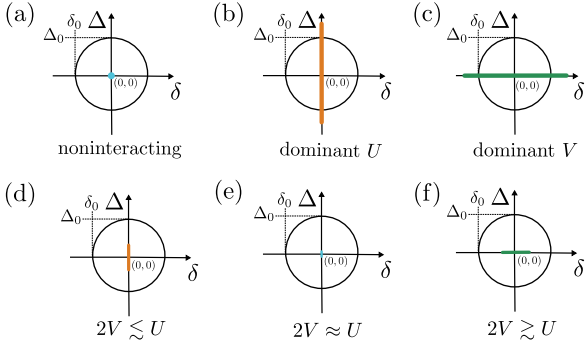 (a) δ₀ Δ
Δ₀
(0,0)
δ
noninteracting
(b) δ₀ Δ
Δ₀
(0,0)
δ
dominant U
(c) δ₀ Δ
Δ₀
(0,0)
δ
dominant V
(d) δ₀ Δ
Δ₀
(0,0)
δ
2V ≲ U
(e) δ₀ Δ
Δ₀
(0,0)
δ
2V ≈ U
(f) δ₀ Δ
Δ₀
(0,0)
δ
2V ≳ U